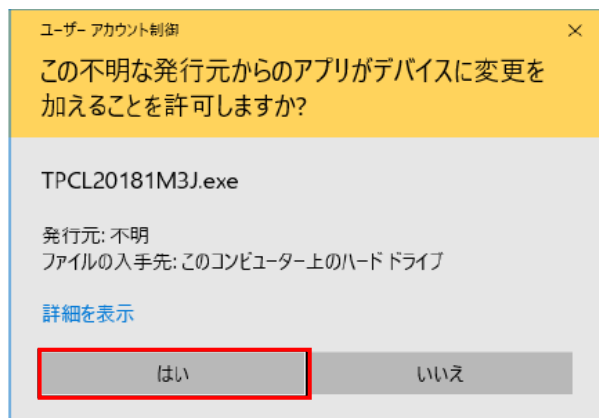 ユーザー アカウント制御
この不明な発行元からのアプリがデバイスに変更を
加えることを許可しますか?
TPCL20181M3J.exe
発行元: 不明
ファイルの入手先: このコンピューター上のハード ドライブ
詳細を表示
はい
いいえ